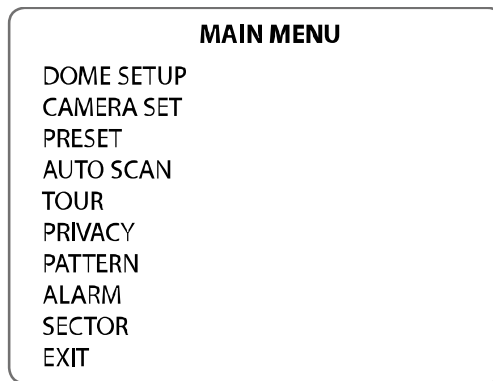 MAIN MENU
DOME SETUP
CAMERA SET
PRESET
AUTO SCAN
TOUR
PRIVACY
PATTERN
ALARM
SECTOR
EXIT